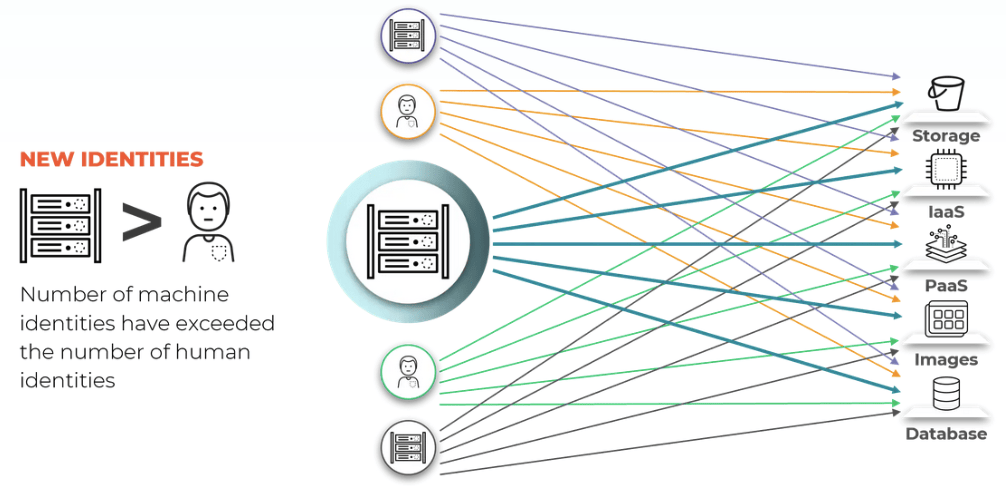 NEW IDENTITIES
>
Number of machine
identities have exceeded
the number of human
identities
Storage
IaaS
PaaS
Images
Database